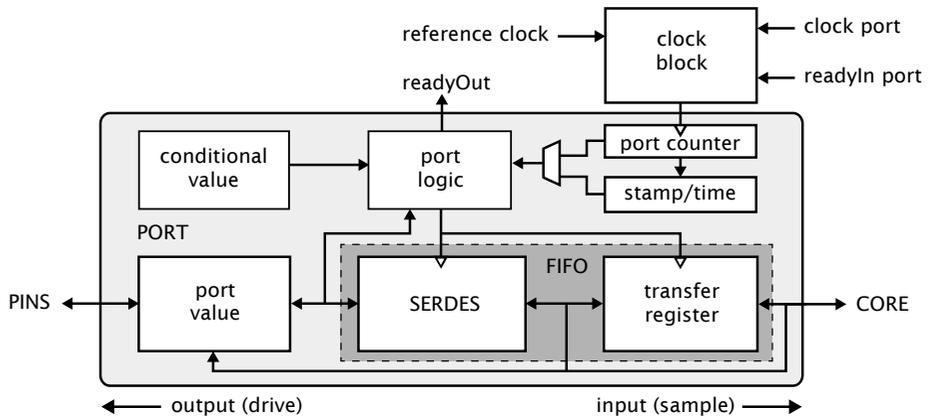 reference clock
clock
block
clock port
readyIn port
readyOut
conditional
value
port
logic
port counter
stamp/time
PORT
FIFO
PINS
port
value
SERDES
transfer
register
CORE
output (drive)
input (sample)